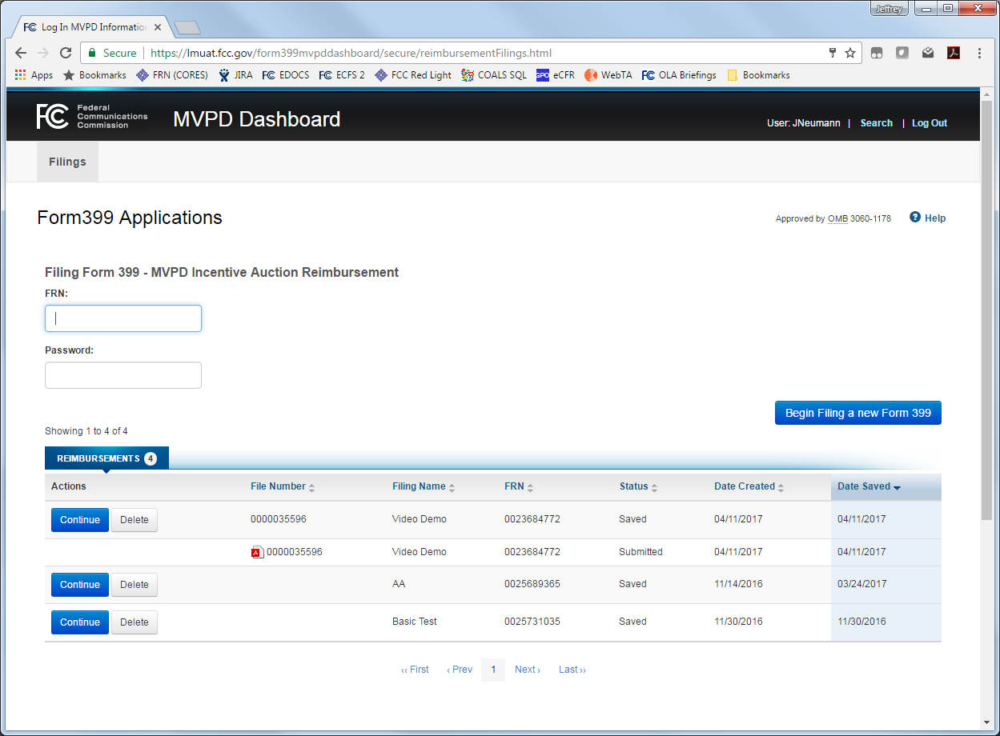 Jeffrey
FC Log In MVPD Informatio
Secure https://lmuat.fcc.gov/form399mvpddashboard/secure/reimbursementFilings.html
Apps Bookmarks FRN (CORES) JIRA FC EDOCS FC ECFS 2 FCC Red Light COALS SQL GPO eCFR WebTA FC OLA Briefings Bookmarks
FC Federal
Communications
Commission
MVPD Dashboard
User: JNeumann | Search | Log Out
Filings
Form399 Applications
Approved by OMB 3060-1178 ? Help
Filing Form 399 - MVPD Incentive Auction Reimbursement
FRN:
Password:
Begin Filing a new Form 399
Showing 1 to 4 of 4
REIMBURSEMENTS 4
Actions File Number Filing Name FRN Status Date Created Date Saved
Continue Delete 0000035596 Video Demo 0023684772 Saved 04/11/2017 04/11/2017
0000035596 Video Demo 0023684772 Submitted 04/11/2017 04/11/2017
Continue Delete AA 0025689365 Saved 11/14/2016 03/24/2017
Continue Delete Basic Test 0025731035 Saved 11/30/2016 11/30/2016
‹‹ First ‹ Prev 1 Next › Last ››